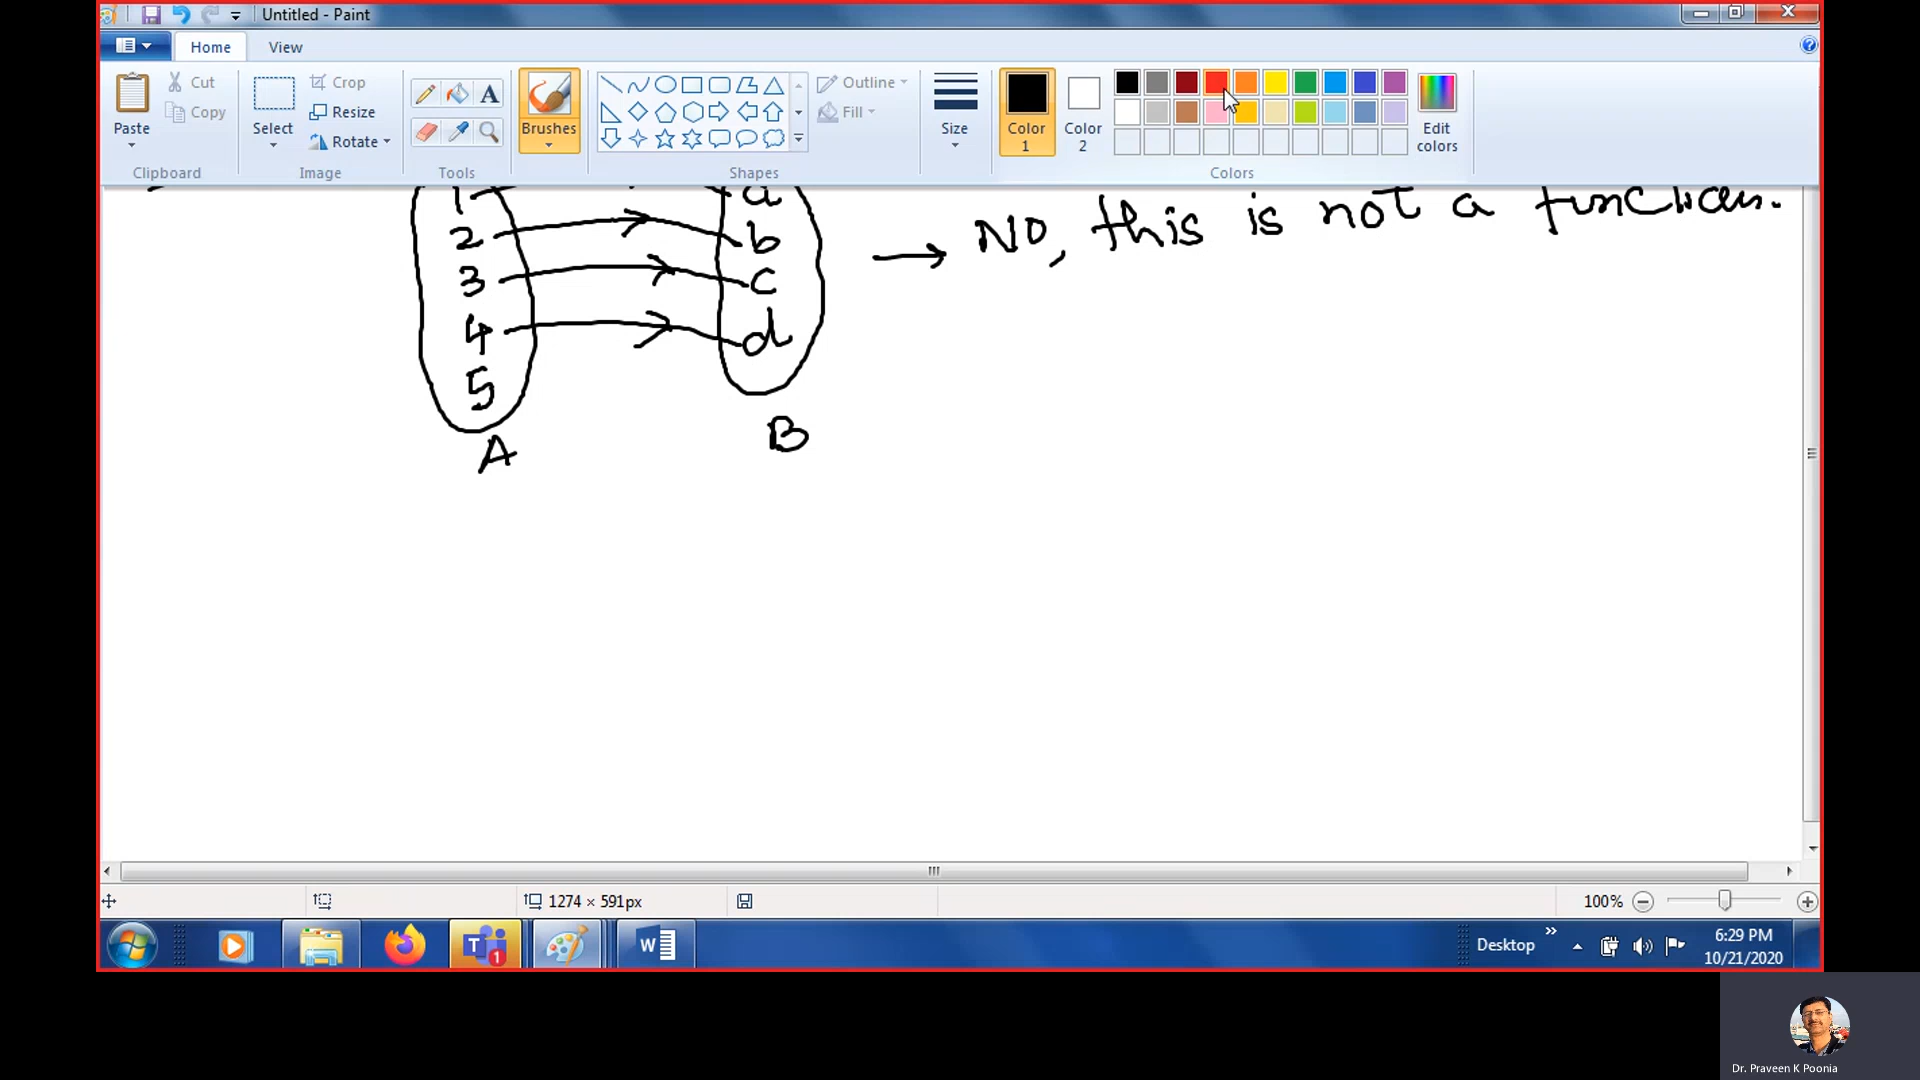 Untitled - Paint
Home View
Paste
Cut
Copy
Clipboard
Select
Crop
Resize
Rotate
Image
A
Tools
Brushes
Shapes
Outline
Fill
Size
Color 1
Color 2
Colors
Edit colors
1 a
2 b
3 c
4 d
5
A B
NO, this is not a function.
1274 × 591px
100%
T 1
W
Desktop
6:29 PM
10/21/2020
Dr. Praveen K Poonia